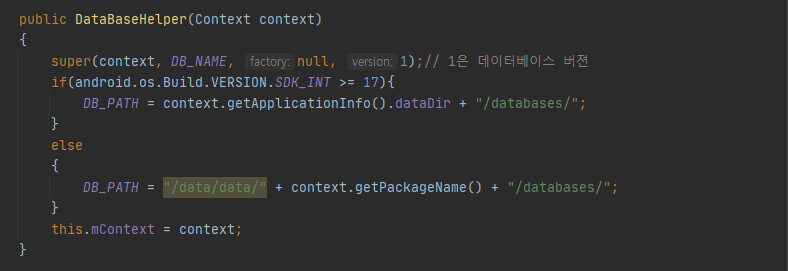 public DataBaseHelper(Context context)
{
super(context, DB_NAME, factory: null, version: 1);// 1은 데이터베이스 버젼
if(android.os.Build.VERSION.SDK_INT >= 17){
DB_PATH = context.getApplicationInfo().dataDir + "/databases/";
}
else
{
DB_PATH = "/data/data/" + context.getPackageName() + "/databases/";
}
this.mContext = context;
}